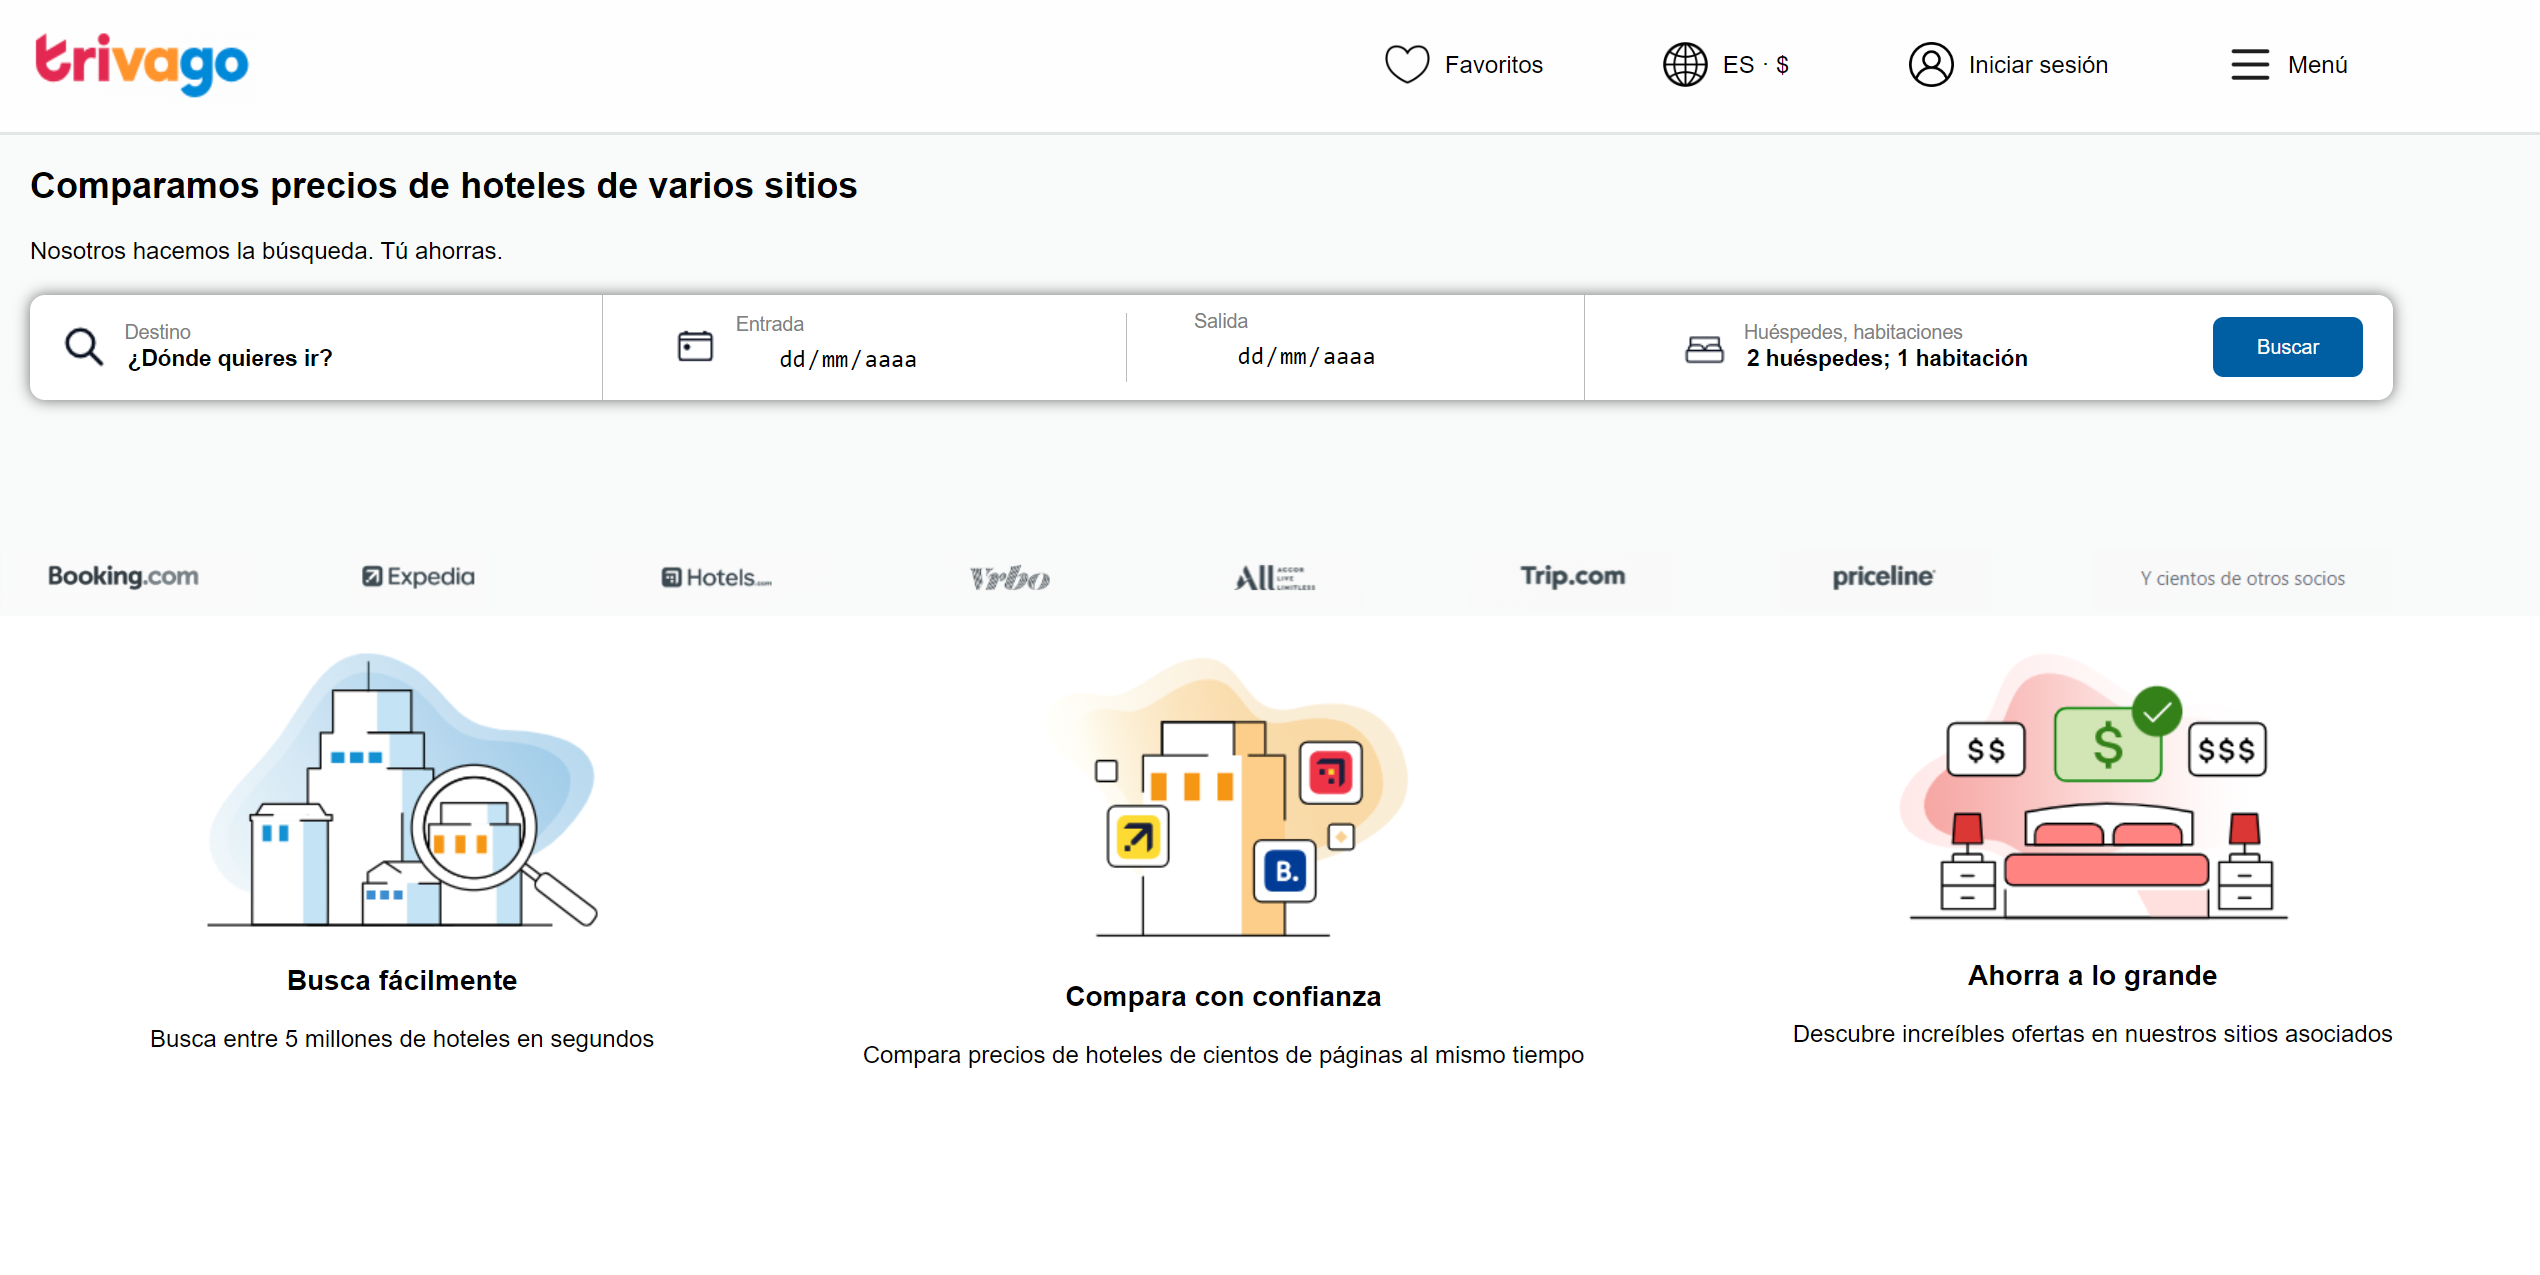 trivago
Favoritos
ES · $
Iniciar sesión
Menú
Comparamos precios de hoteles de varios sitios
Nosotros hacemos la búsqueda. Tú ahorras.
Destino
¿Dónde quieres ir?
Entrada
dd/mm/aaaa
Salida
dd/mm/aaaa
Huéspedes, habitaciones
2 huéspedes; 1 habitación
Buscar
Booking.com
Expedia
Hotels.com
Vrbo
All ACCOR
LIVE
LIMITLESS
Trip.com
priceline
Y cientos de otros socios
B.
$$
$
$$$
Busca fácilmente
Busca entre 5 millones de hoteles en segundos
Compara con confianza
Compara precios de hoteles de cientos de páginas al mismo tiempo
Ahorra a lo grande
Descubre increíbles ofertas en nuestros sitios asociados